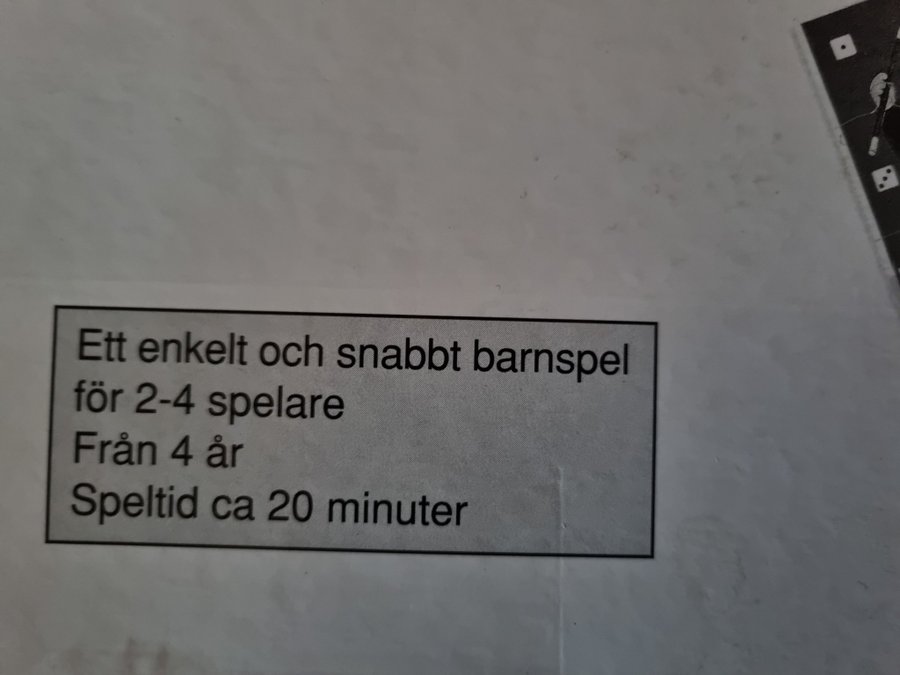 Ett enkelt och snabbt barnspel
för 2-4 spelare
Från 4 år
Speltid ca 20 minuter